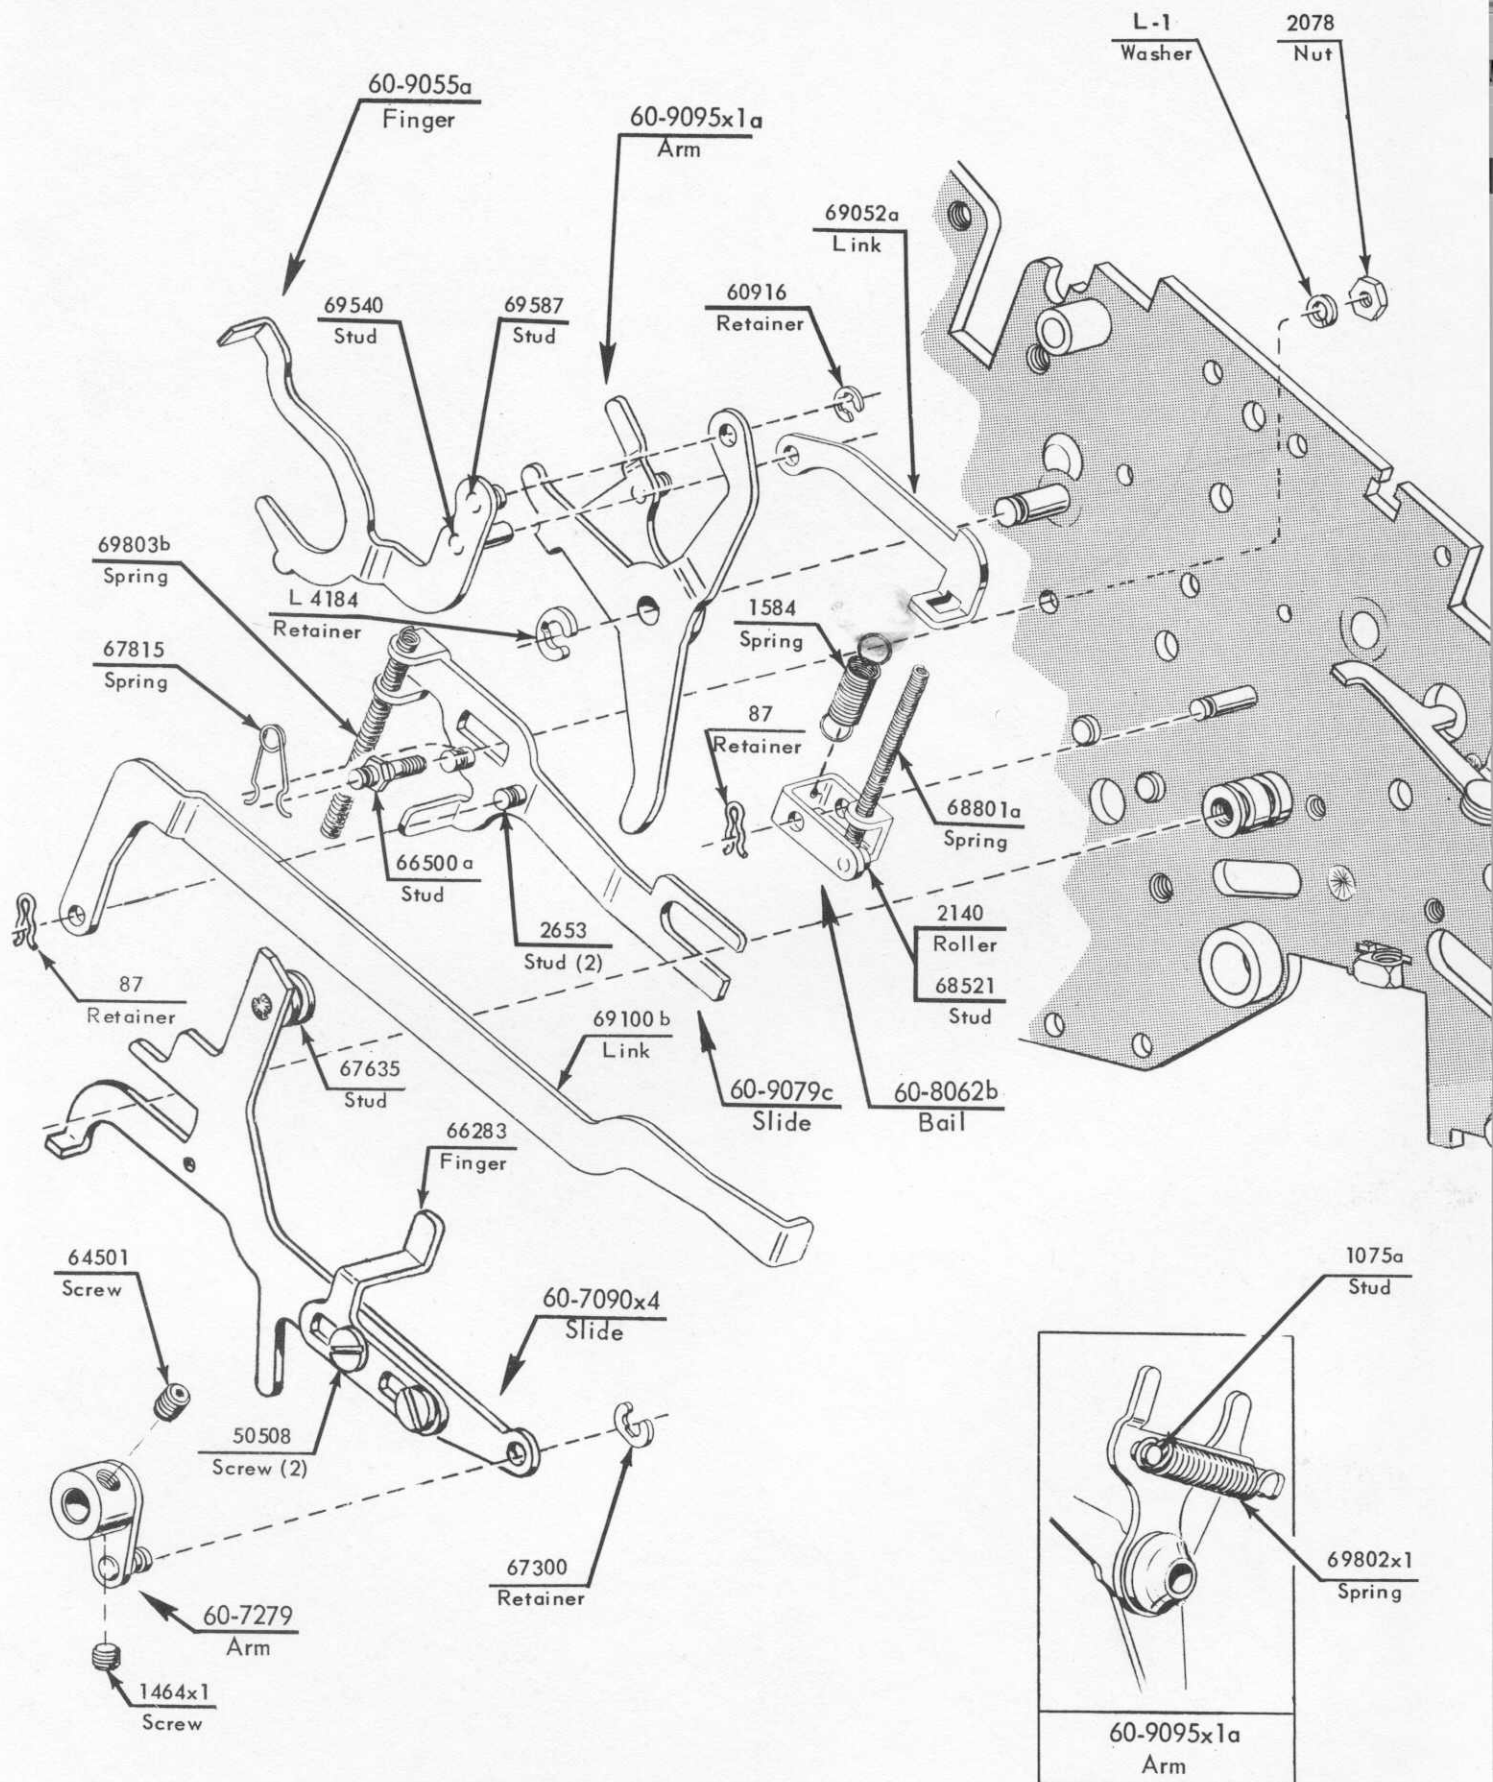 L-1
Washer
2078
Nut
60-9055a
Finger
60-9095x1a
Arm
69052a
Link
60916
Retainer
69540
Stud
69587
Stud
69803b
Spring
L 4184
Retainer
1584
Spring
67815
Spring
87
Retainer
68801a
Spring
66500a
Stud
2653
Stud (2)
2140
Roller
68521
Stud
87
Retainer
69100b
Link
67635
Stud
60-9079c
Slide
60-8062b
Bail
66283
Finger
64501
Screw
60-7090x4
Slide
1075a
Stud
50508
Screw (2)
67300
Retainer
69802x1
Spring
60-7279
Arm
1464x1
Screw
60-9095x1a
Arm